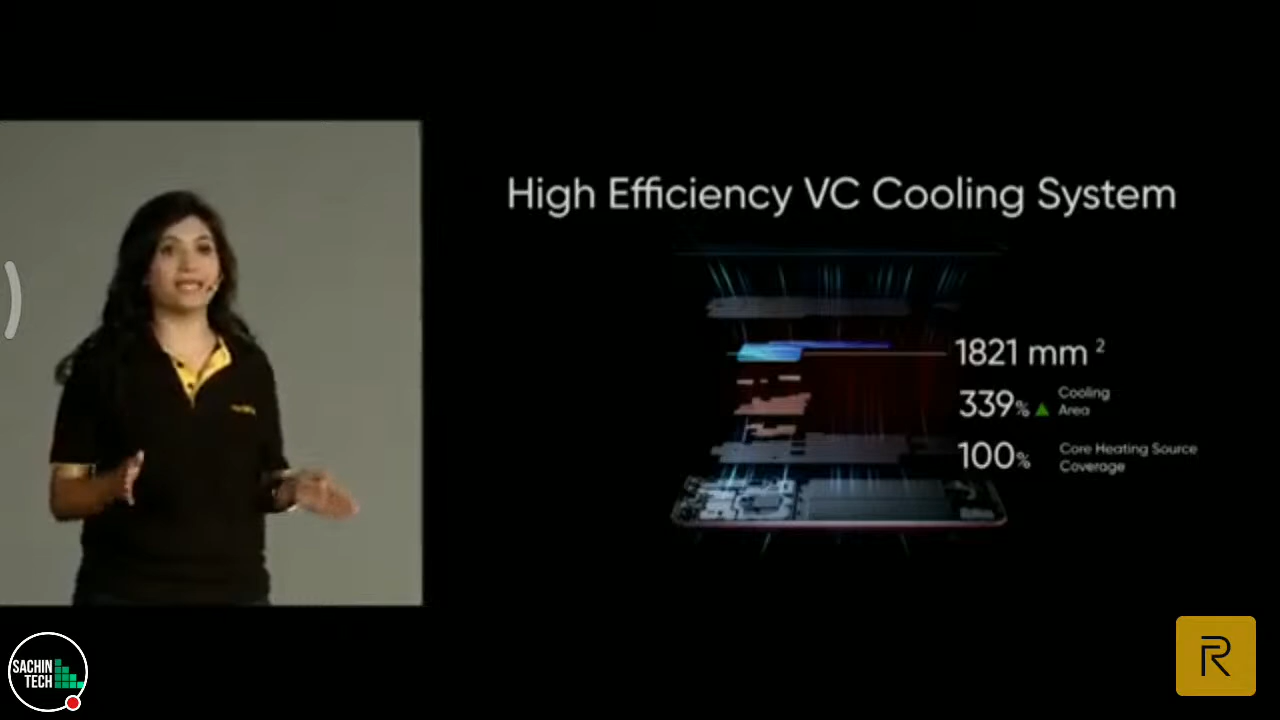 High Efficiency VC Cooling System
1821 mm 2
339% Cooling
Area
100% Core Heating Source
Coverage
SACHIN
TECH
R